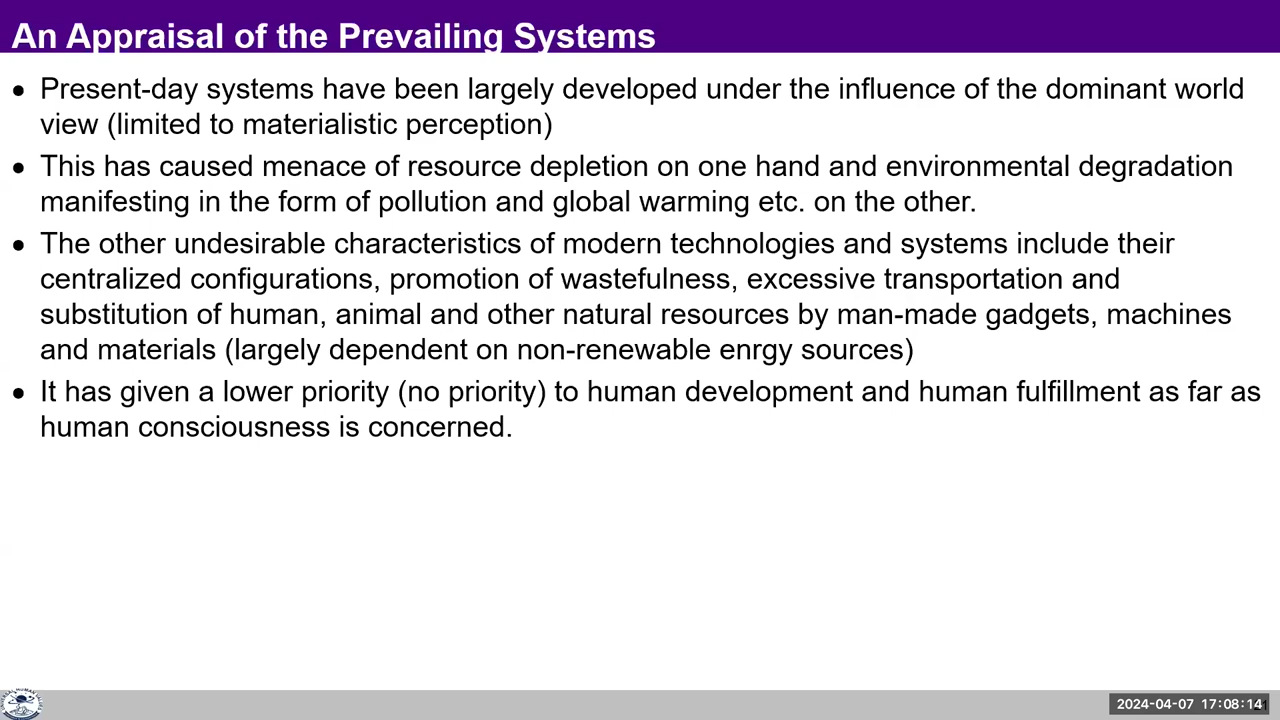 An Appraisal of the Prevailing Systems
• Present-day systems have been largely developed under the influence of the dominant world
view (limited to materialistic perception)
• This has caused menace of resource depletion on one hand and environmental degradation
manifesting in the form of pollution and global warming etc. on the other.
• The other undesirable characteristics of modern technologies and systems include their
centralized configurations, promotion of wastefulness, excessive transportation and
substitution of human, animal and other natural resources by man-made gadgets, machines
and materials (largely dependent on non-renewable enrgy sources)
• It has given a lower priority (no priority) to human development and human fulfillment as far as
human consciousness is concerned.
2024-04-07 17:08:14